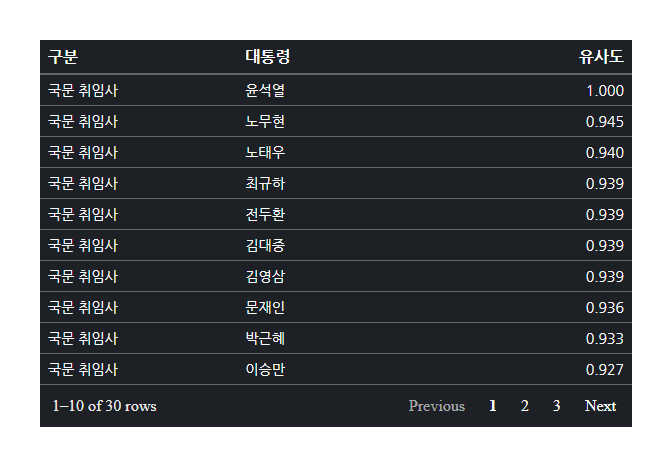 구분 대통령 유사도
국문 취임사 윤석열 1.000
국문 취임사 노무현 0.945
국문 취임사 노태우 0.940
국문 취임사 최규하 0.939
국문 취임사 전두환 0.939
국문 취임사 김대중 0.939
국문 취임사 김영삼 0.939
국문 취임사 문재인 0.936
국문 취임사 박근혜 0.933
국문 취임사 이승만 0.927
1–10 of 30 rows Previous 1 2 3 Next